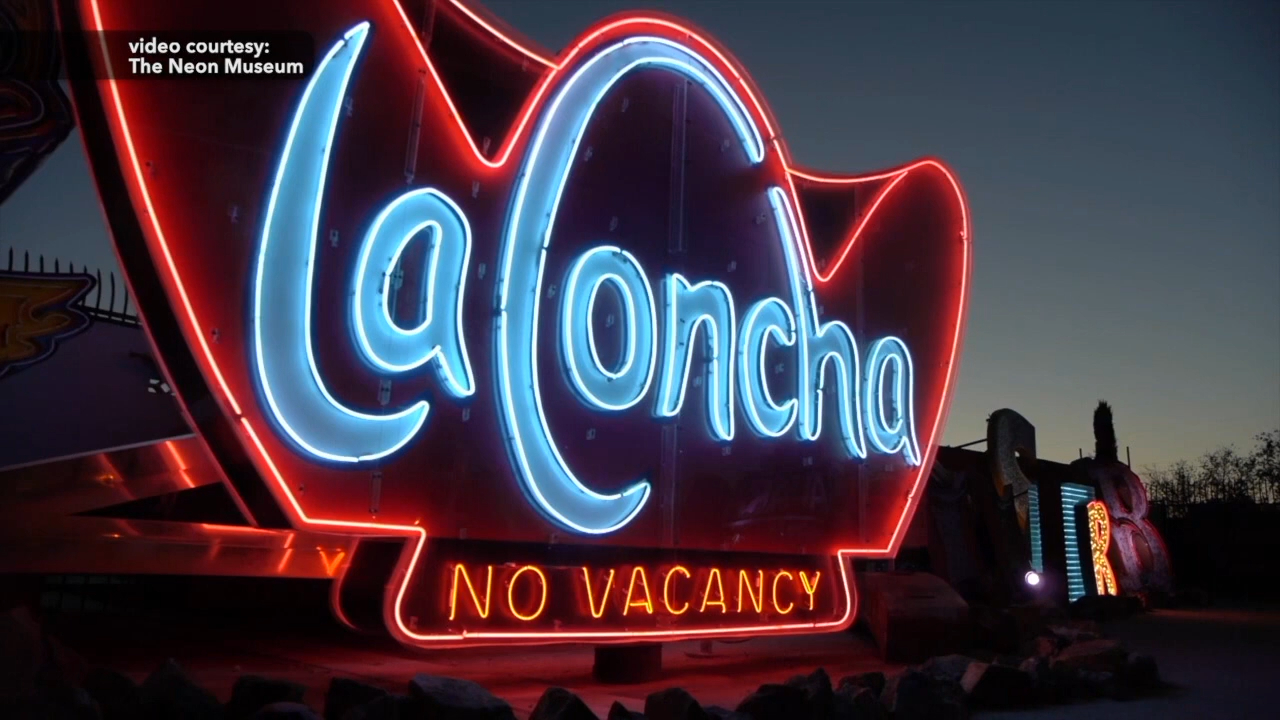 video courtesy:
The Neon Museum
La Concha
NO VACANCY
R